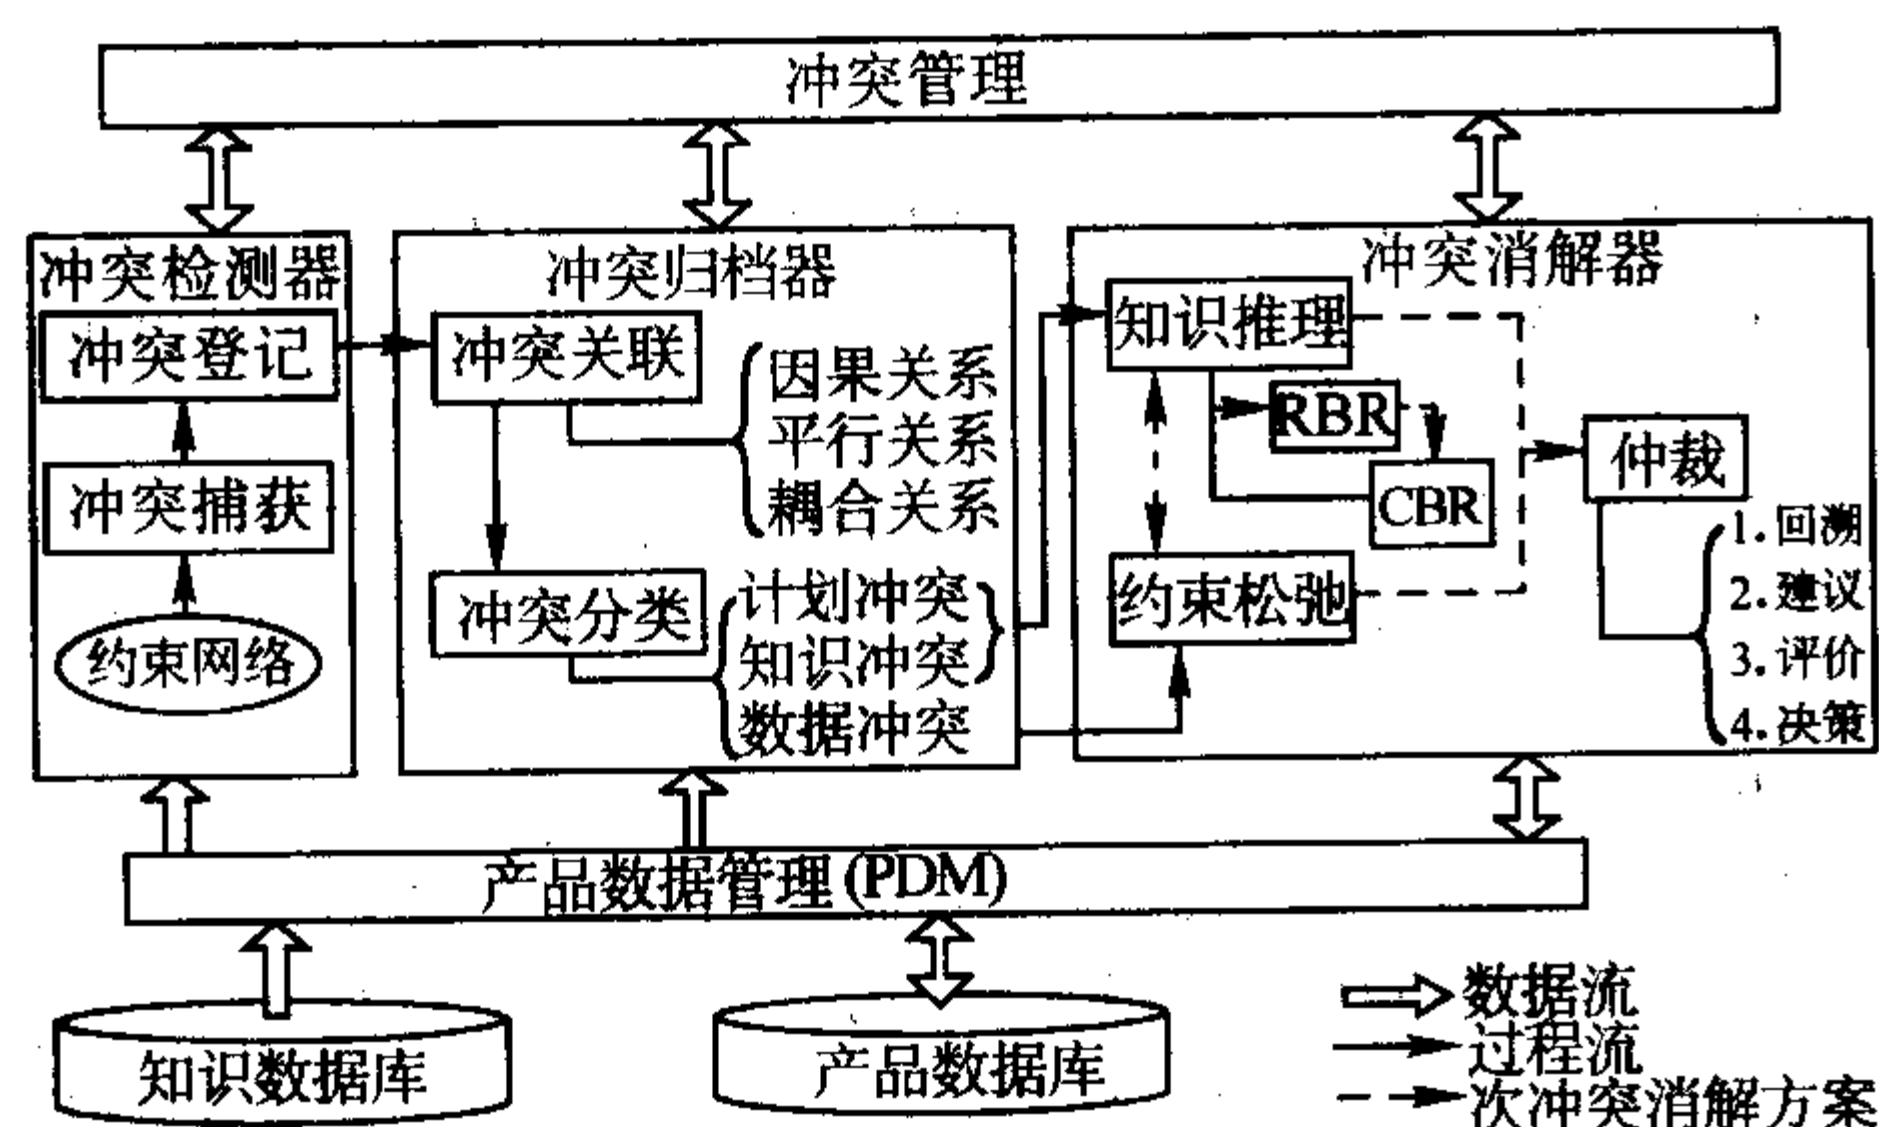 冲突管理
冲突检测器
冲突登记
冲突捕获
约束网络
冲突归档器
冲突关联
因果关系
平行关系
耦合关系
冲突分类
计划冲突
知识冲突
数据冲突
冲突消解器
知识推理
RBR
CBR
约束松弛
仲裁
1.回溯
2.建议
3.评价
4.决策
产品数据管理(PDM)
知识数据库
产品数据库
数据流
过程流
次冲突消解方案